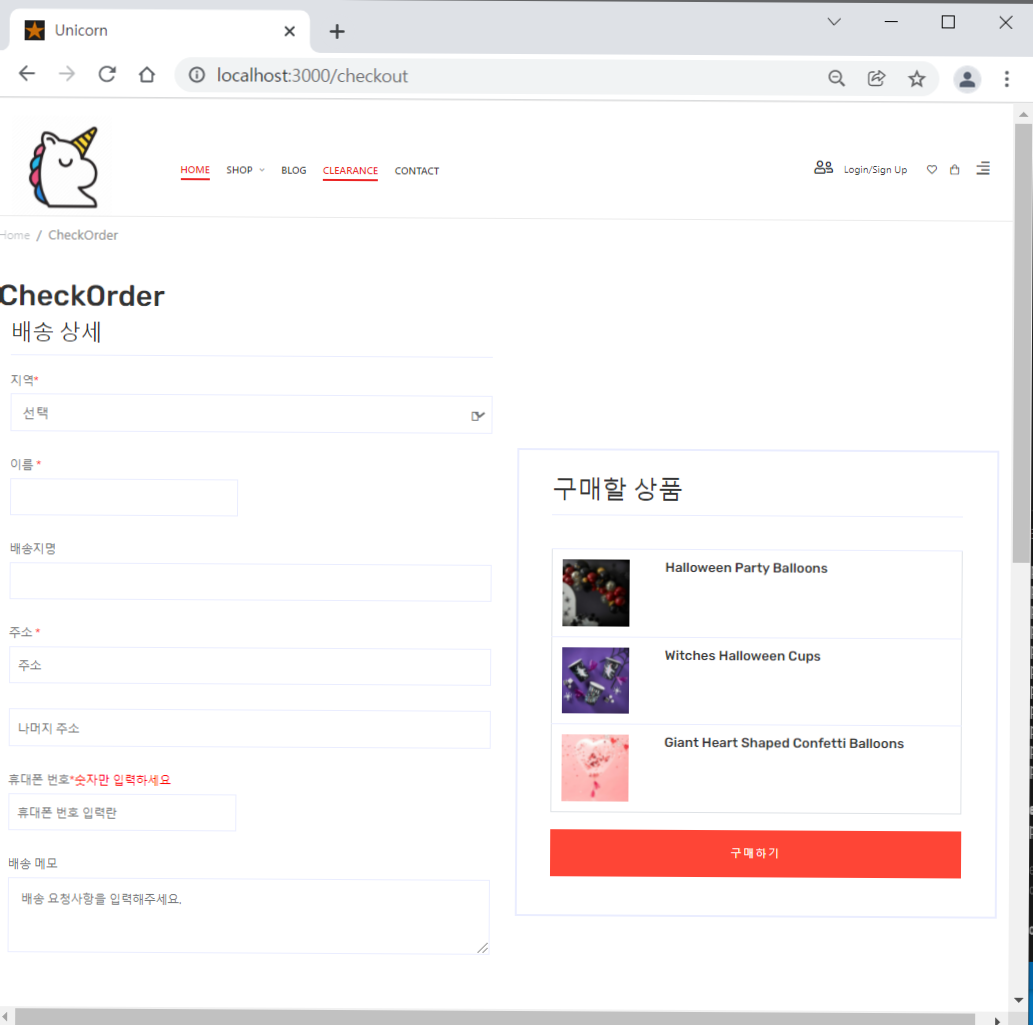 Unicorn
localhost:3000/checkout
HOME SHOP BLOG CLEARANCE CONTACT Login/Sign Up
Home / CheckOrder
CheckOrder
배송 상세
지역*
선택
이름 *
배송지명
주소 *
주소
나머지 주소
휴대폰 번호*숫자만 입력하세요
휴대폰 번호 입력란
배송 메모
배송 요청사항을 입력해주세요.
구매할 상품
Halloween Party Balloons
Witches Halloween Cups
Giant Heart Shaped Confetti Balloons
구매하기